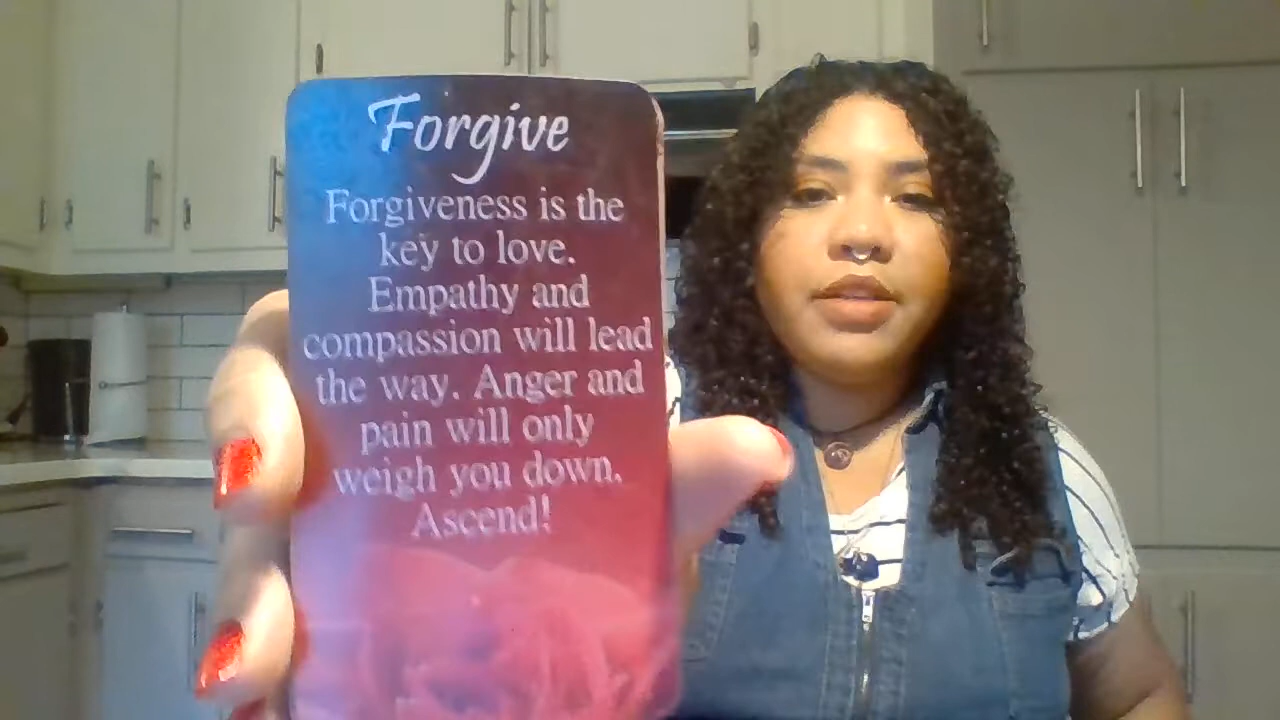 Forgive
Forgiveness is the
key to love.
Empathy and
compassion will lead
the way. Anger and
pain will only
weigh you down.
Ascend!